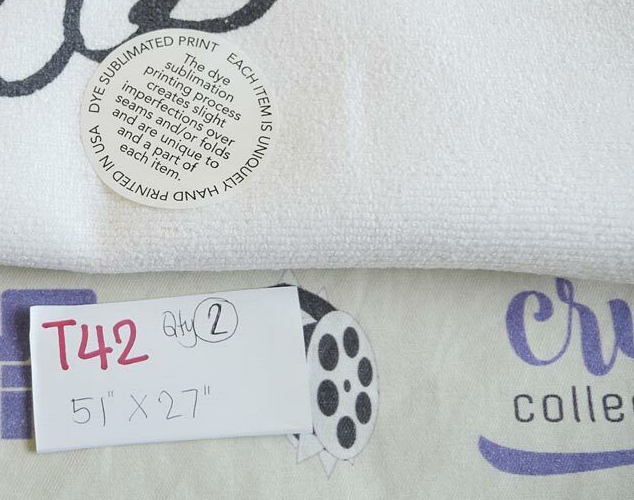 DYE SUBLIMATED PRINT EACH ITEM IS UNIQUELY HAND PRINTED IN USA
The dye
sublimation
printing process
creates slight
imperfections over
seams and/or folds
and are unique to
and a part of
each item.
T42 Qty 2
51" X 27"